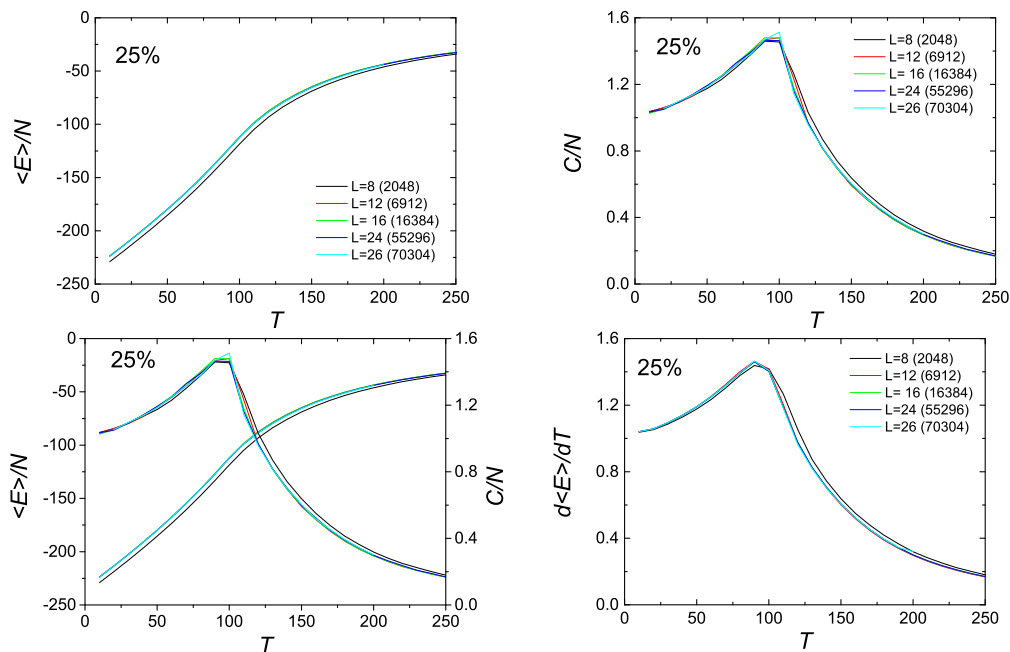 0
-50
-100
-150
-200
-250
<E>/N
25%
L=8 (2048)
L=12 (6912)
L= 16 (16384)
L=24 (55296)
L=26 (70304)
0 50 100 150 200 250
T
1.6
1.2
0.8
0.4
0.0
C/N
25%
L=8 (2048)
L=12 (6912)
L= 16 (16384)
L=24 (55296)
L=26 (70304)
0 50 100 150 200 250
T
0
-50
-100
-150
-200
-250
<E>/N
25%
1.6
1.2
0.8
0.4
0.0
C/N
0 50 100 150 200 250
T
1.6
1.2
0.8
0.4
0.0
d<E>/dT
25%
L=8 (2048)
L=12 (6912)
L= 16 (16384)
L=24 (55296)
L=26 (70304)
0 50 100 150 200 250
T